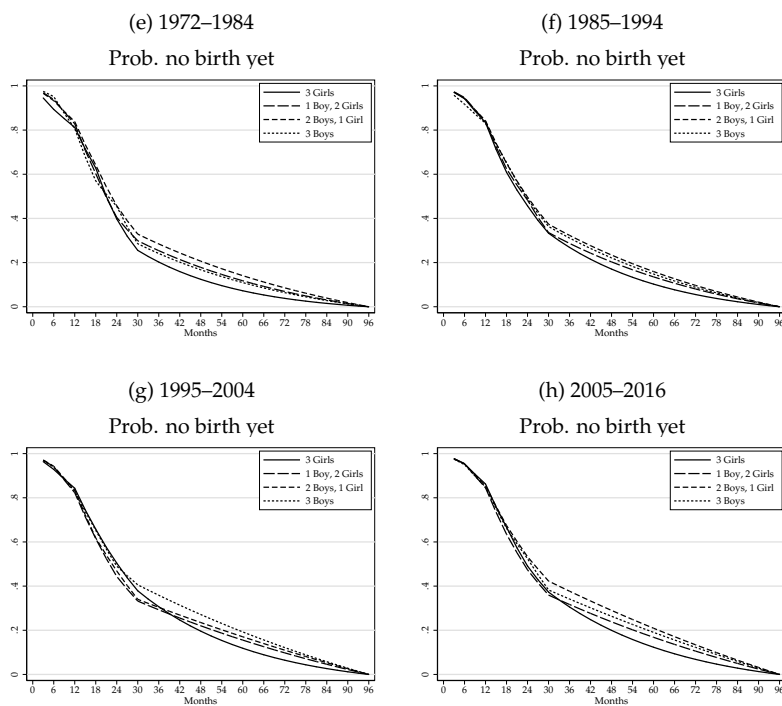 (e) 1972–1984
Prob. no birth yet
3 Girls
1 Boy, 2 Girls
2 Boys, 1 Girl
3 Boys
1
.8
.6
.4
.2
0
0 6 12 18 24 30 36 42 48 54 60 66 72 78 84 90 96
Months
(f) 1985–1994
Prob. no birth yet
3 Girls
1 Boy, 2 Girls
2 Boys, 1 Girl
3 Boys
1
.8
.6
.4
.2
0
0 6 12 18 24 30 36 42 48 54 60 66 72 78 84 90 96
Months
(g) 1995–2004
Prob. no birth yet
3 Girls
1 Boy, 2 Girls
2 Boys, 1 Girl
3 Boys
1
.8
.6
.4
.2
0
0 6 12 18 24 30 36 42 48 54 60 66 72 78 84 90 96
Months
(h) 2005–2016
Prob. no birth yet
3 Girls
1 Boy, 2 Girls
2 Boys, 1 Girl
3 Boys
1
.8
.6
.4
.2
0
0 6 12 18 24 30 36 42 48 54 60 66 72 78 84 90 96
Months